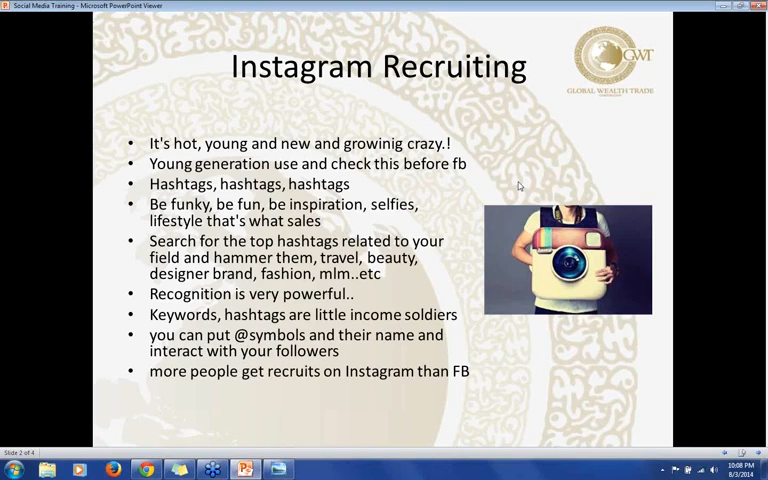 Social Media Training - Microsoft PowerPoint Viewer
Instagram Recruiting
GWT
GLOBAL WEALTH TRADE
CORPORATION
• It's hot, young and new and growinig crazy.!
• Young generation use and check this before fb
• Hashtags, hashtags, hashtags
• Be funky, be fun, be inspiration, selfies,
lifestyle that's what sales
• Search for the top hashtags related to your
field and hammer them, travel, beauty,
designer brand, fashion, mlm..etc
• Recognition is very powerful..
• Keywords, hashtags are little income soldiers
• you can put @symbols and their name and
interact with your followers
• more people get recruits on Instagram than FB
Slide 2 of 4
10:08 PM
8/3/2014